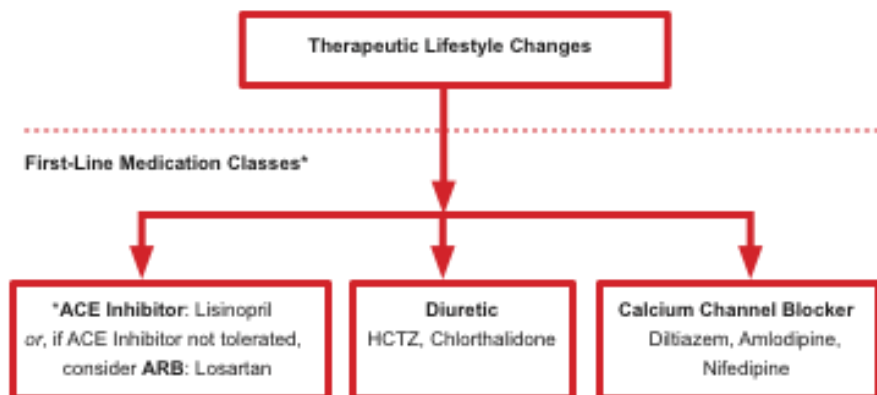 Therapeutic Lifestyle Changes
First-Line Medication Classes*
*ACE Inhibitor: Lisinopril
or, if ACE Inhibitor not tolerated,
consider ARB: Losartan
Diuretic
HCTZ, Chlorthalidone
Calcium Channel Blocker
Diltiazem, Amlodipine,
Nifedipine